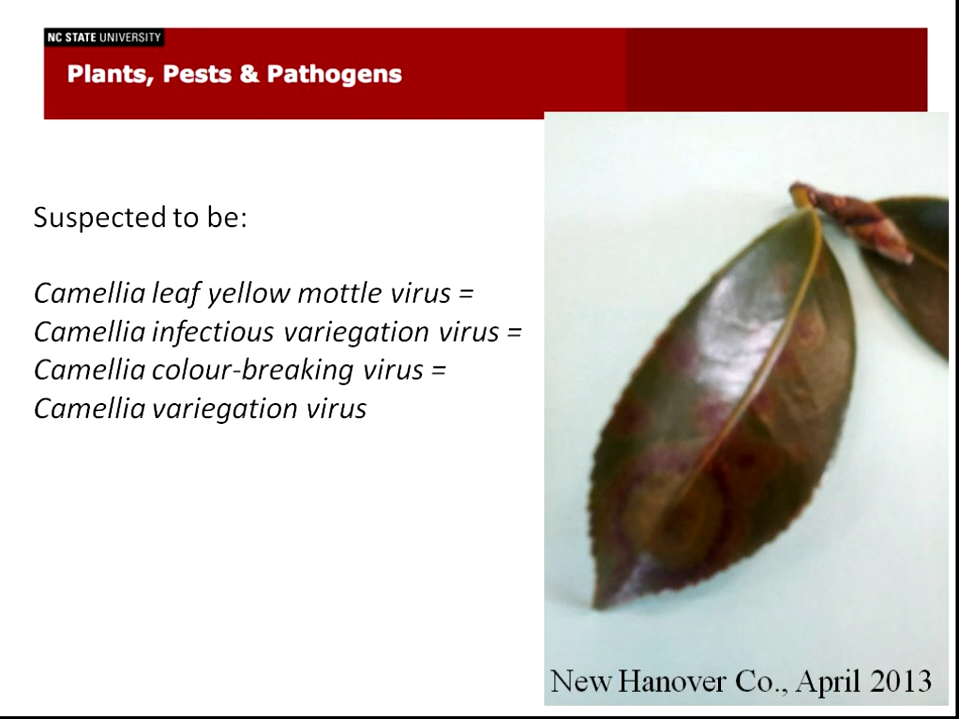 NC STATE UNIVERSITY
Plants, Pests & Pathogens
Suspected to be:
Camellia leaf yellow mottle virus =
Camellia infectious variegation virus =
Camellia colour-breaking virus =
Camellia variegation virus
New Hanover Co., April 2013